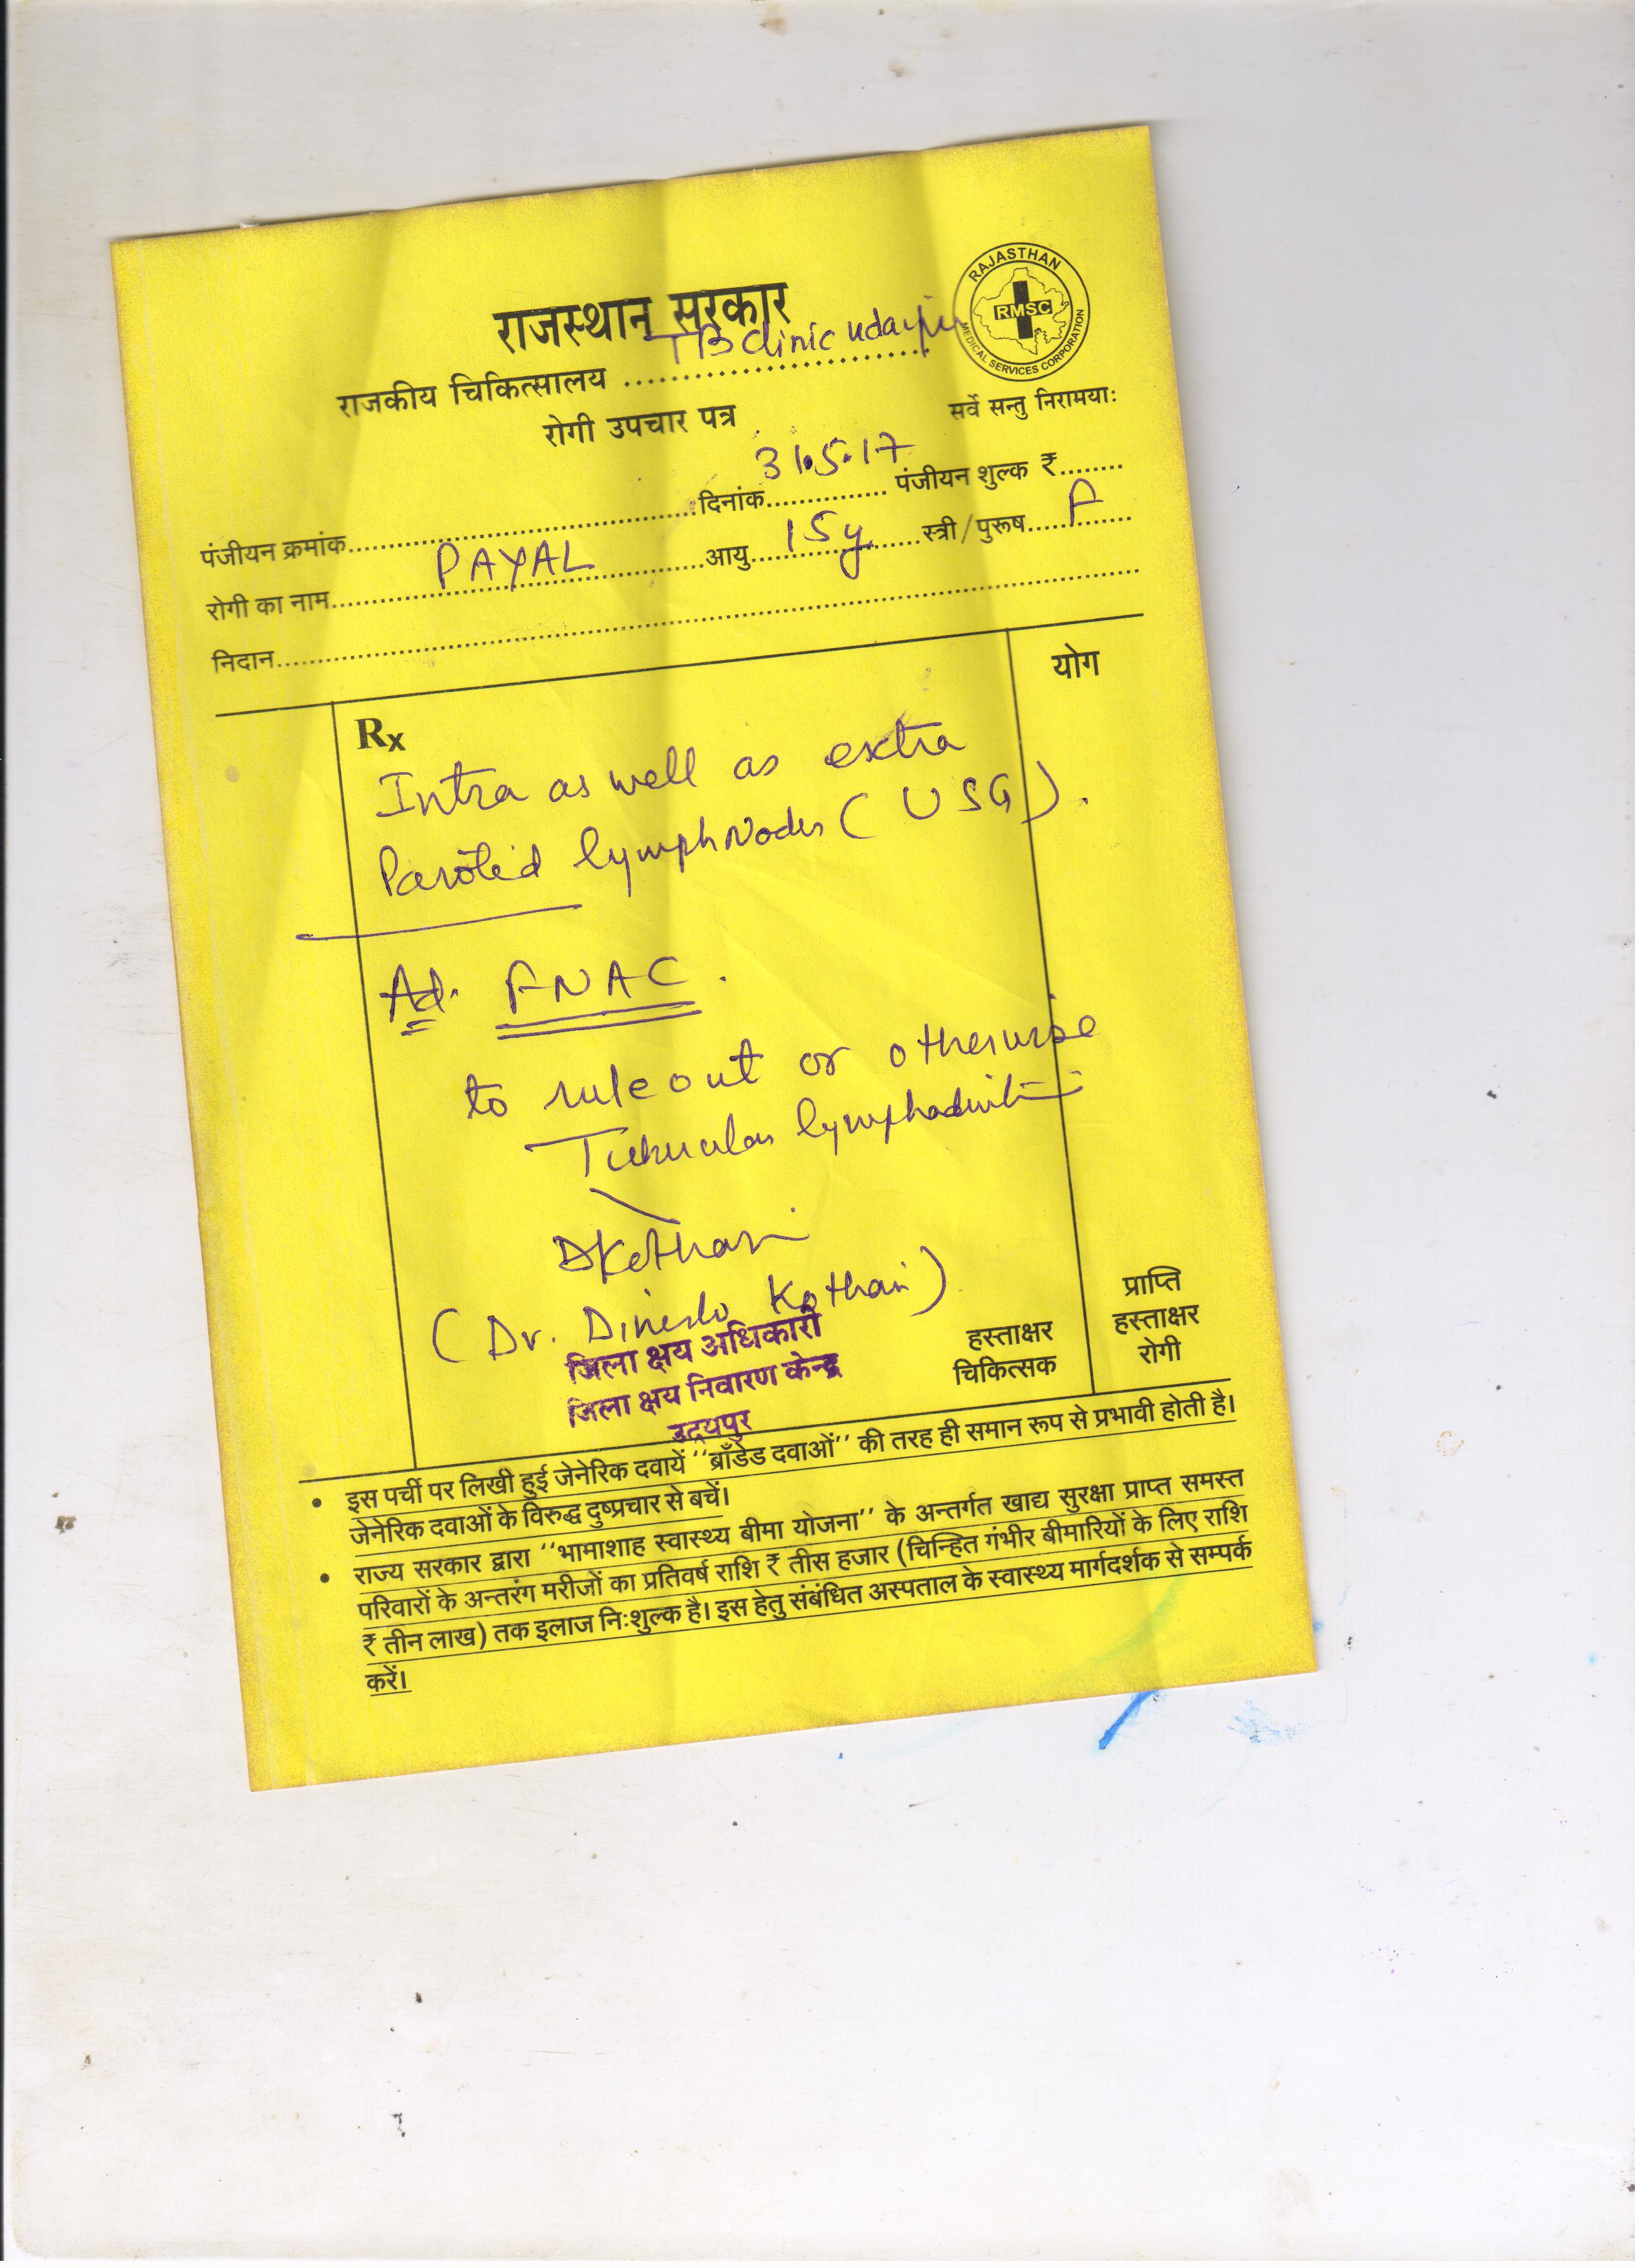 राजस्थान सरकार
RAJASTHAN
RMSC
MEDICAL SERVICES CORPORATION
राजकीय चिकित्सालय .......... TB Clinic Udaipur
रोगी उपचार पत्र
सर्वे सन्तु निरामयाः
पंजीयन क्रमांक.......... दिनांक.......... 31.5.17 पंजीयन शुल्क ₹........
रोगी का नाम.......... PAYAL आयु.......... 15y. स्त्री/पुरूष.......... F
निदान..........
Rx
योग
Intra as well as extra
Parotid lymphNodes (USG).
Ad. FNAC.
to ruleout or otherwise
Tubercular lymphadenitis
DKothari
(Dr. Dinesh Kothari)
जिला क्षय अधिकारी
जिला क्षय निवारण केन्द्र
उदयपुर
हस्ताक्षर
चिकित्सक
प्राप्ति
हस्ताक्षर
रोगी
• इस पर्ची पर लिखी हुई जेनेरिक दवायें ''ब्राँडेड दवाओं'' की तरह ही समान रूप से प्रभावी होती है।
जेनेरिक दवाओं के विरुद्ध दुष्प्रचार से बचें।
• राज्य सरकार द्वारा ''भामाशाह स्वास्थ्य बीमा योजना'' के अन्तर्गत खाद्य सुरक्षा प्राप्त समस्त
परिवारों के अन्तरंग मरीजों का प्रतिवर्ष राशि ₹ तीस हजार (चिन्हित गंभीर बीमारियों के लिए राशि
₹ तीन लाख) तक इलाज निःशुल्क है। इस हेतु संबंधित अस्पताल के स्वास्थ्य मार्गदर्शक से सम्पर्क
करें।